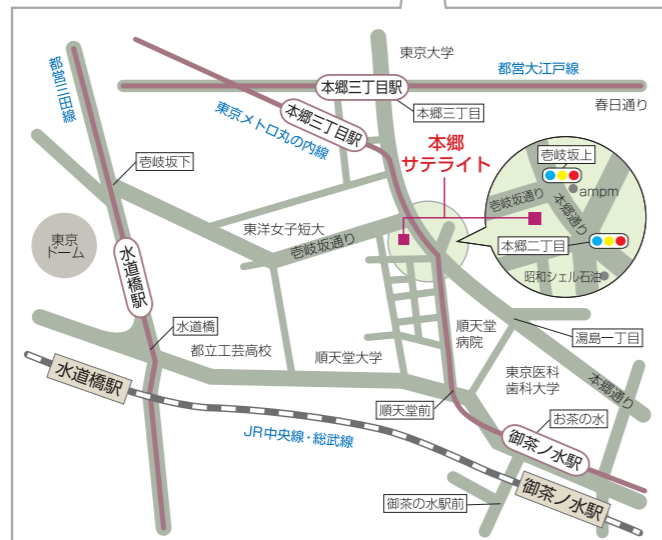 東京大学
都営大江戸線
都営三田線
本郷三丁目駅
本郷三丁目
春日通り
東京メトロ丸の内線
本郷三丁目駅
本郷
サテライト
壱岐坂上
ampm
壱岐坂通り
本郷通り
本郷二丁目
昭和シェル石油
壱岐坂下
東洋女子短大
壱岐坂通り
東京
ドーム
水道橋駅
水道橋
都立工芸高校
順天堂大学
順天堂
病院
湯島一丁目
東京医科
歯科大学
本郷通り
水道橋駅
順天堂前
お茶の水
JR中央線・総武線
御茶ノ水駅
御茶の水駅前
御茶ノ水駅